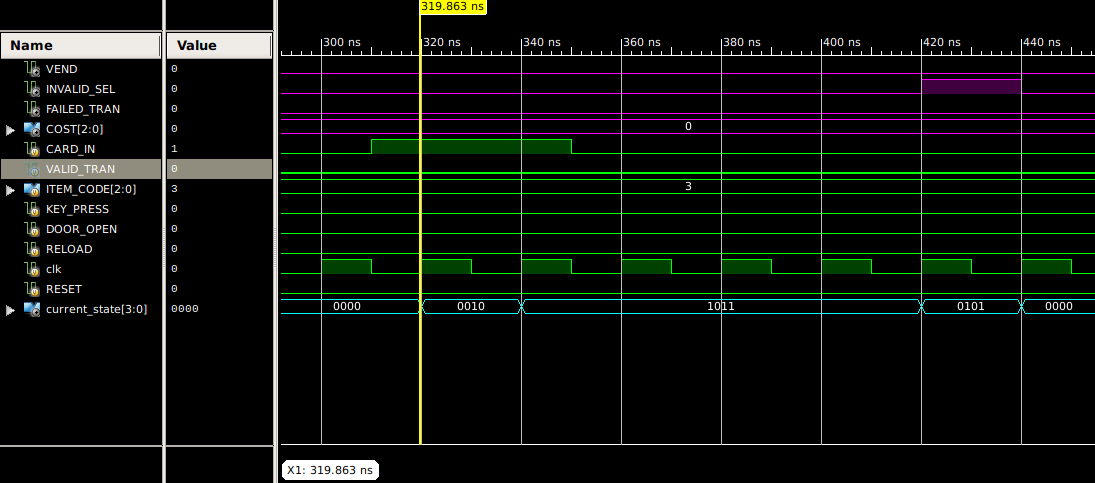 319.863 ns
300 ns 320 ns 340 ns 360 ns 380 ns 400 ns 420 ns 440 ns
Name Value
VEND 0
INVALID_SEL 0
FAILED_TRAN 0
COST[2:0] 0 0
CARD_IN 1
VALID_TRAN 0
ITEM_CODE[2:0] 3 3
KEY_PRESS 0
DOOR_OPEN 0
RELOAD 0
clk 0
RESET 0
current_state[3:0] 0000 0000 0010 1011 0101 0000
X1: 319.863 ns